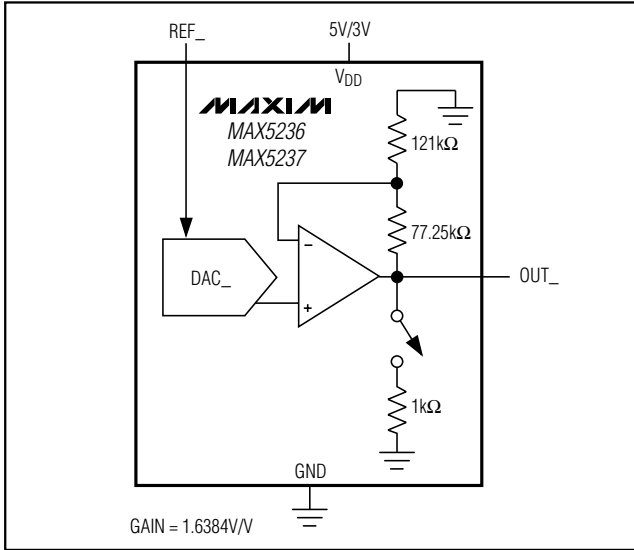 REF_
5V/3V
VDD
MAXIM
MAX5236
MAX5237
121kΩ
77.25kΩ
−
DAC_
+
OUT_
1kΩ
GND
GAIN = 1.6384V/V